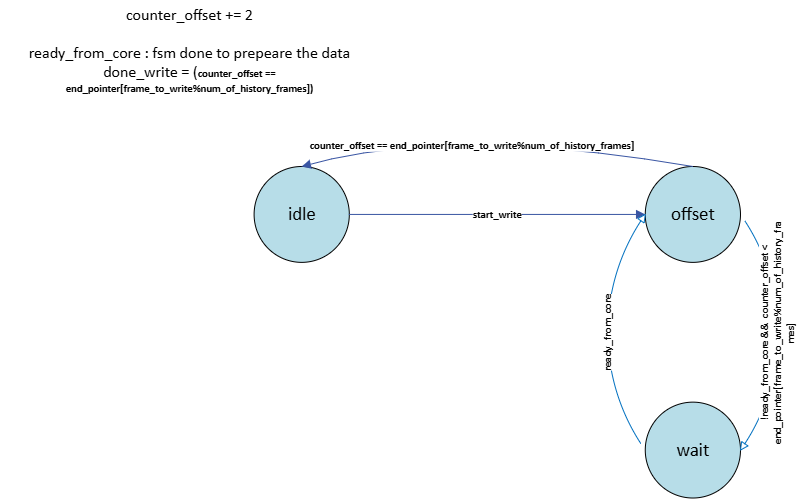 counter_offset += 2
ready_from_core : fsm done to prepeare the data
done_write = (counter_offset ==
end_pointer[frame_to_write%num_of_history_frames])
counter_offset == end_pointer[frame_to_write%num_of_history_frames]
idle
start_write
offset
ready_from_core
!ready_from_core && counter_offset <
end_pointer[frame_to_write%num_of_history_fra
mes]
wait